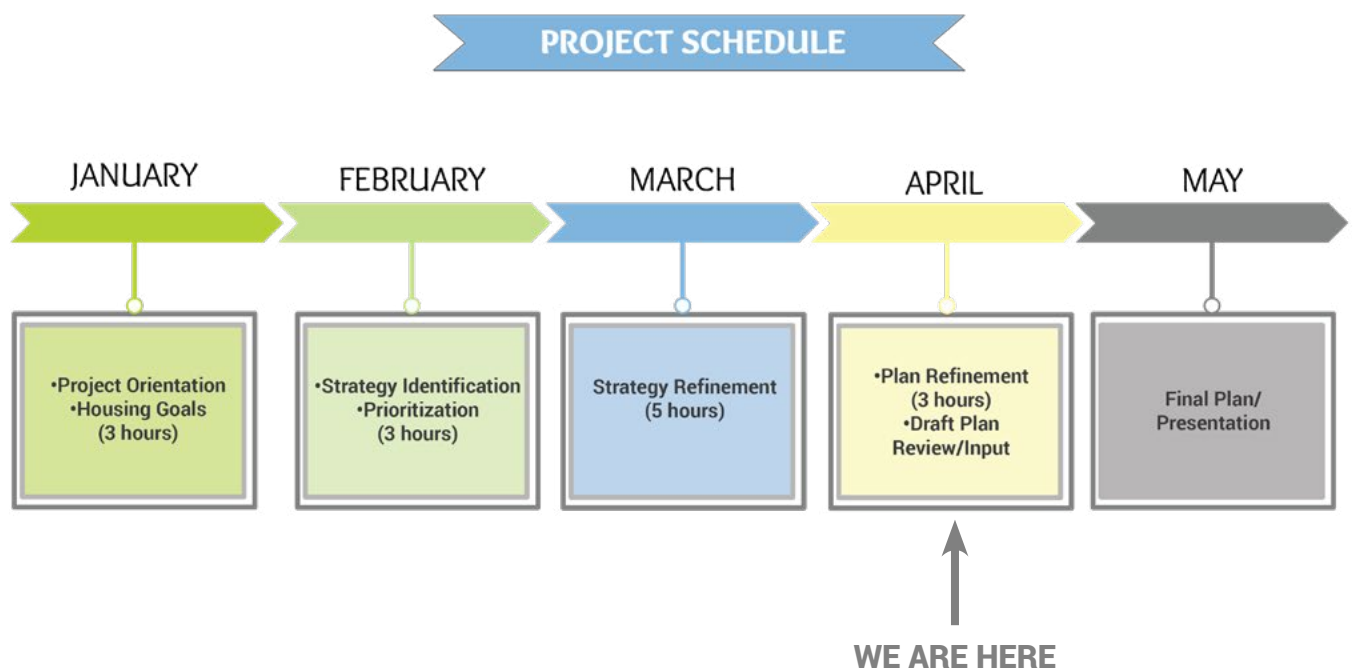 PROJECT SCHEDULE
JANUARY
FEBRUARY
MARCH
APRIL
MAY
•Project Orientation
•Housing Goals
(3 hours)
•Strategy Identification
•Prioritization
(3 hours)
Strategy Refinement
(5 hours)
•Plan Refinement
(3 hours)
•Draft Plan
Review/Input
Final Plan/
Presentation
WE ARE HERE